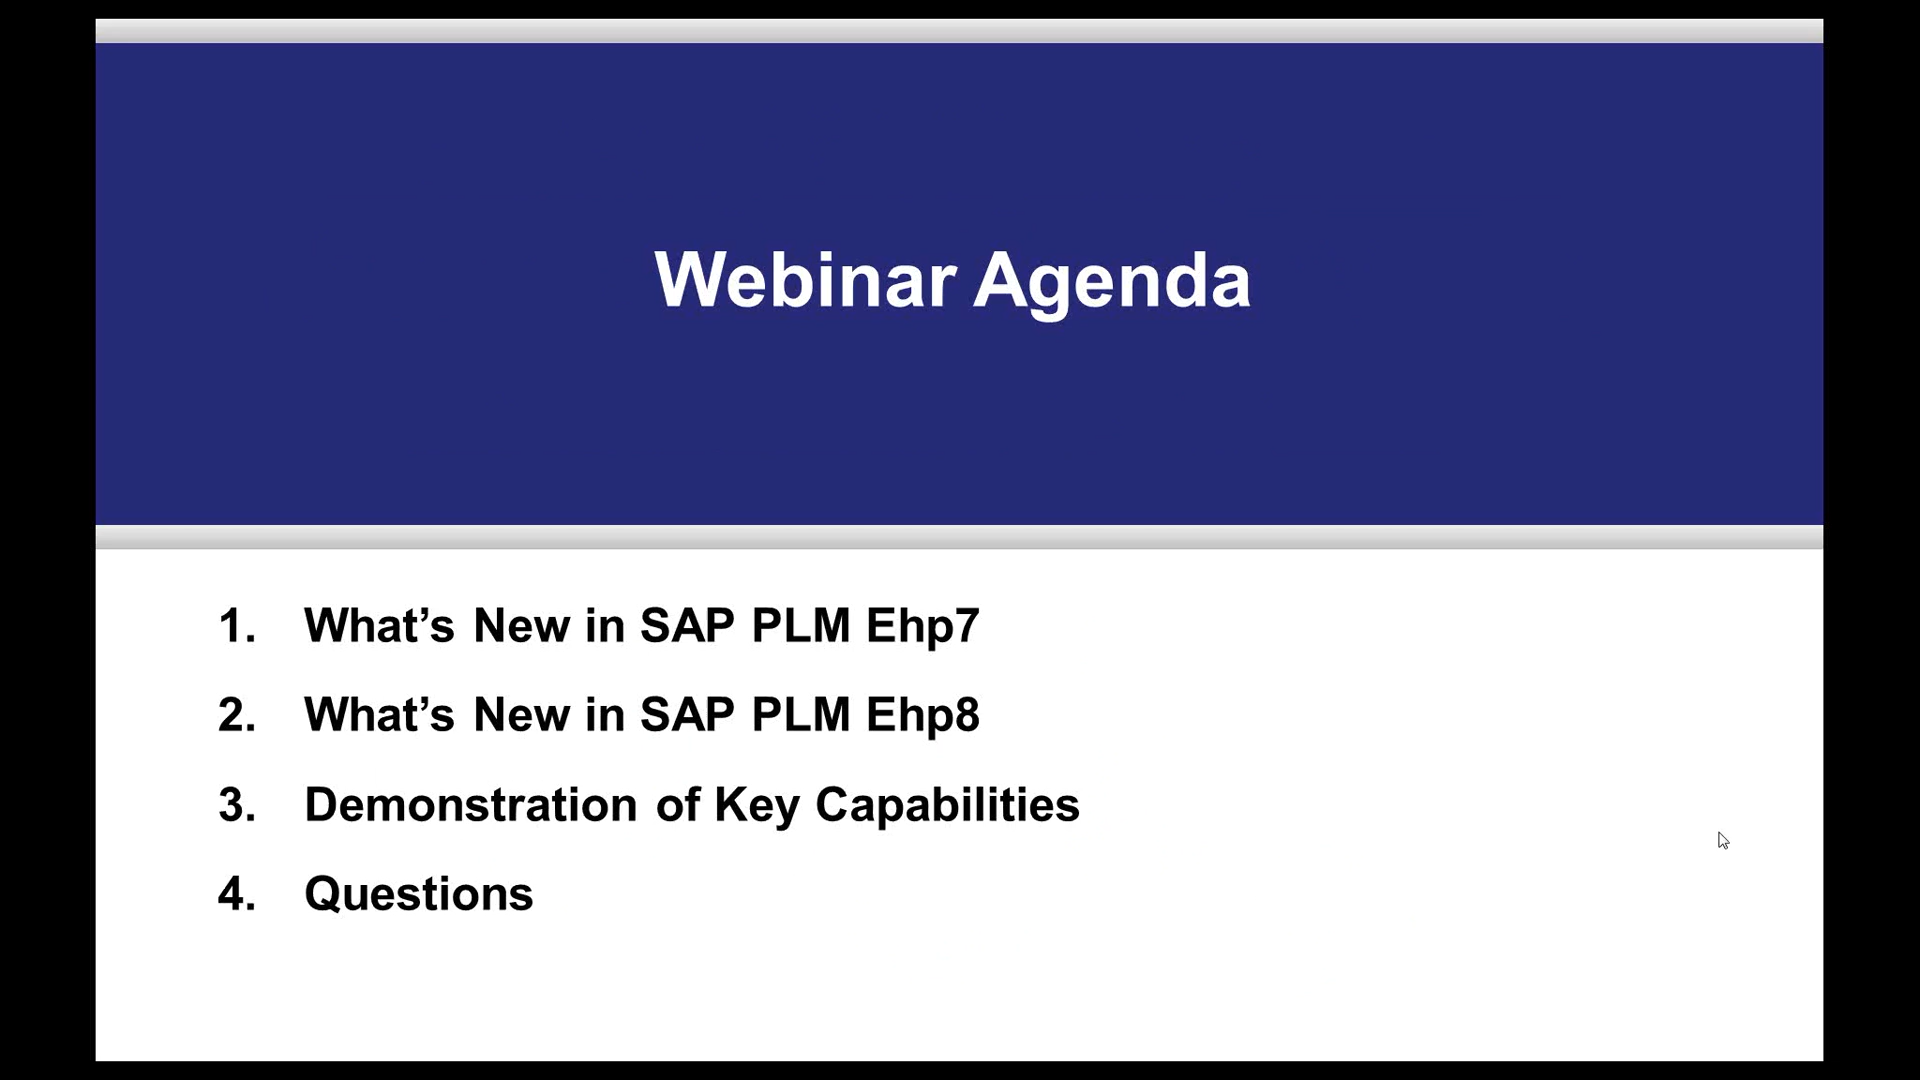 Webinar Agenda
1. What’s New in SAP PLM Ehp7
2. What’s New in SAP PLM Ehp8
3. Demonstration of Key Capabilities
4. Questions